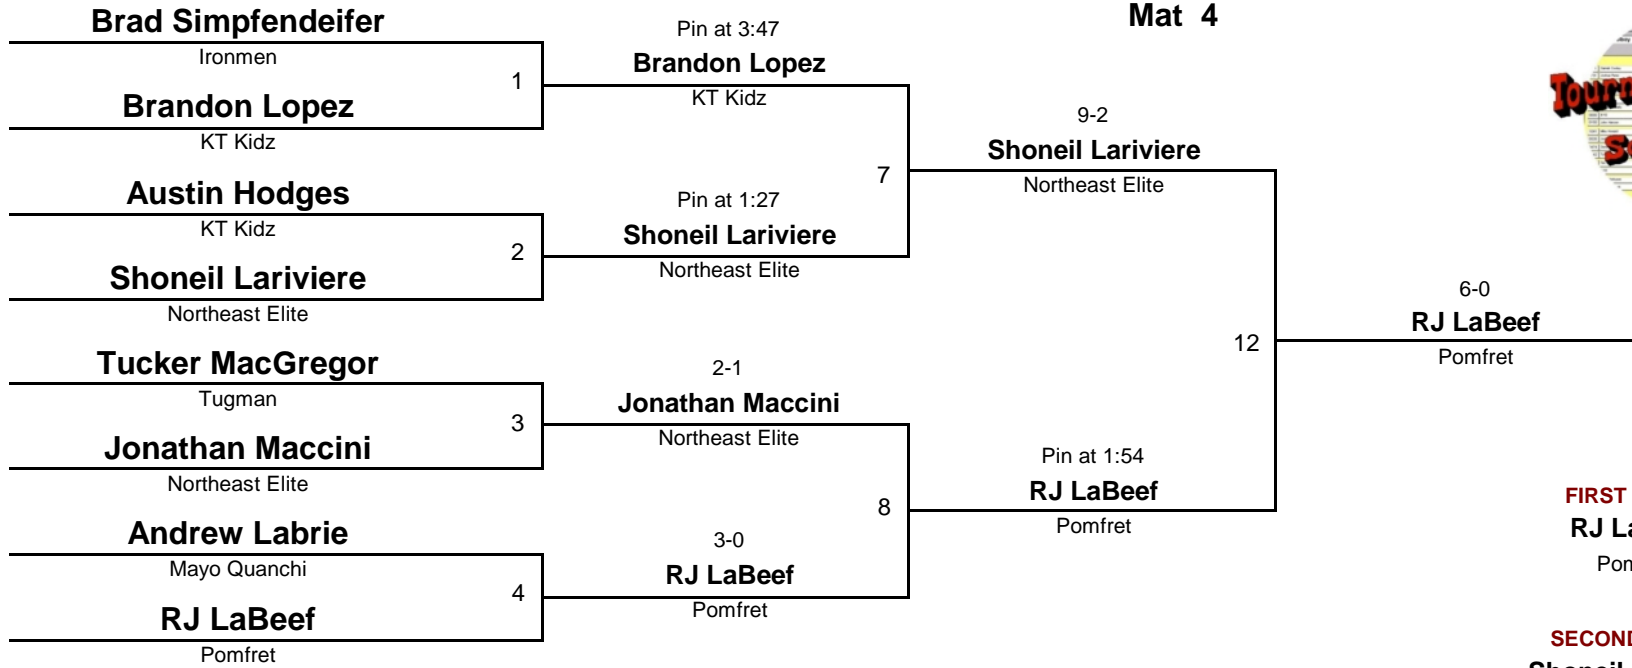 Mat 4
Brad Simpfendeifer
Ironmen
1
Brandon Lopez
KT Kidz
Austin Hodges
KT Kidz
2
Shoneil Lariviere
Northeast Elite
Tucker MacGregor
Tugman
3
Jonathan Maccini
Northeast Elite
Andrew Labrie
Mayo Quanchi
4
RJ LaBeef
Pomfret
Pin at 3:47
Brandon Lopez
KT Kidz
7
Pin at 1:27
Shoneil Lariviere
Northeast Elite
2-1
Jonathan Maccini
Northeast Elite
8
3-0
RJ LaBeef
Pomfret
9-2
Shoneil Lariviere
Northeast Elite
12
Pin at 1:54
RJ LaBeef
Pomfret
6-0
RJ LaBeef
Pomfret
FIRST
RJ
SECOND